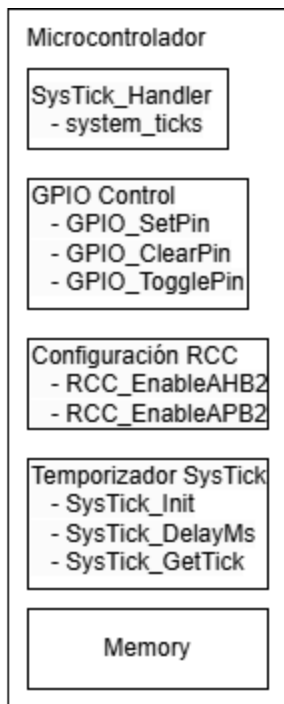 Microcontrolador
SysTick_Handler
- system_ticks
GPIO Control
- GPIO_SetPin
- GPIO_ClearPin
- GPIO_TogglePin
Configuración RCC
- RCC_EnableAHB2
- RCC_EnableAPB2
Temporizador SysTick
- SysTick_Init
- SysTick_DelayMs
- SysTick_GetTick
Memory